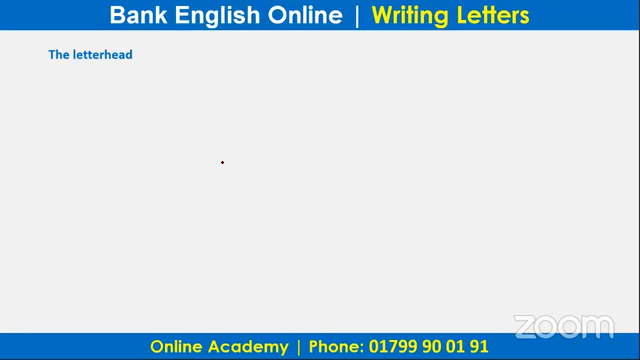 Bank English Online | Writing Letters
The letterhead
zoom
Online Academy | Phone: 01799 90 01 91